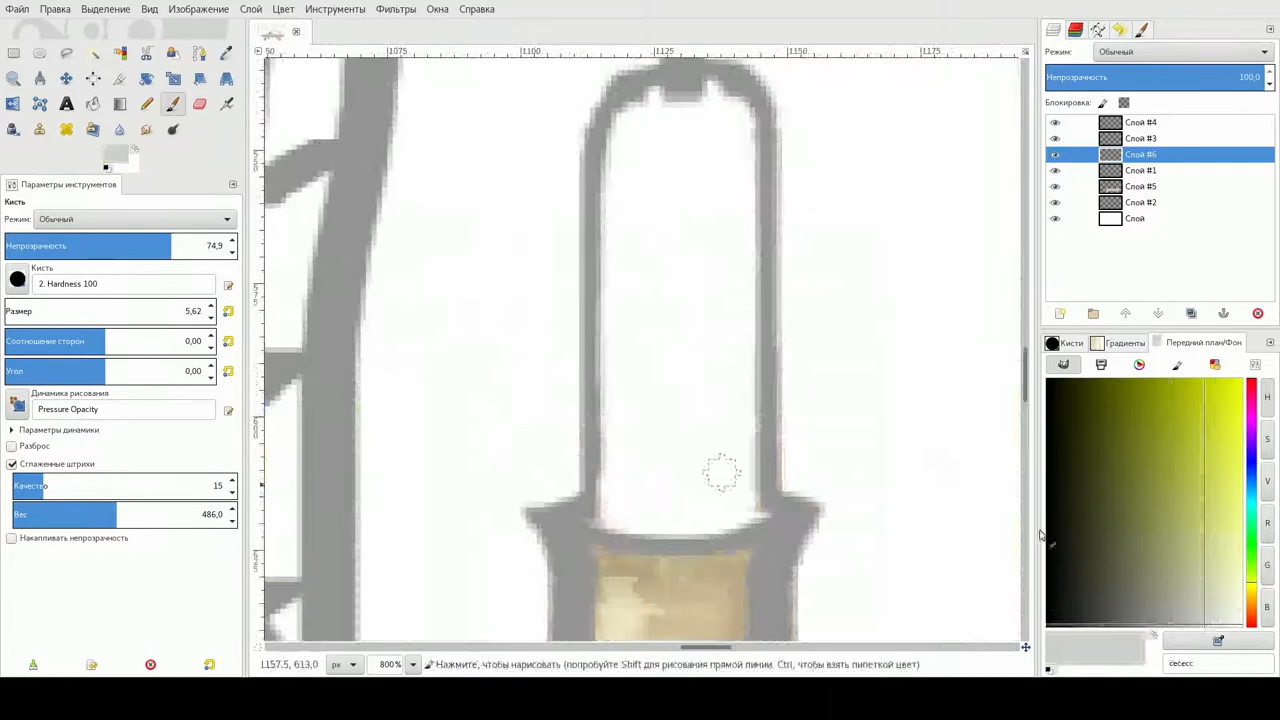 Файл Правка Выделение Вид Изображение Слой Цвет Инструменты Фильтры Окна Справка
Параметры инструментов
Кисть
Режим: Обычный
Непрозрачность 74,9
Кисть
2. Hardness 100
Размер 5,62
Соотношение сторон 0,00
Угол 0,00
Динамика рисования
Pressure Opacity
Параметры динамики
Разброс
Сглаженные штрихи
Качество 15
Вес 486,0
Накапливать непрозрачность
1075 1100 1125 1150 1175
1157,5, 613,0 px 800% Нажмите, чтобы нарисовать (попробуйте Shift для рисования прямой линии. Ctrl, чтобы взять пипеткой цвет)
Режим: Обычный
Непрозрачность 100,0
Блокировка:
Слой #4
Слой #3
Слой #6
Слой #1
Слой #5
Слой #2
Слой
Кисти Градиенты Передний план/Фон
H
S
V
R
G
B